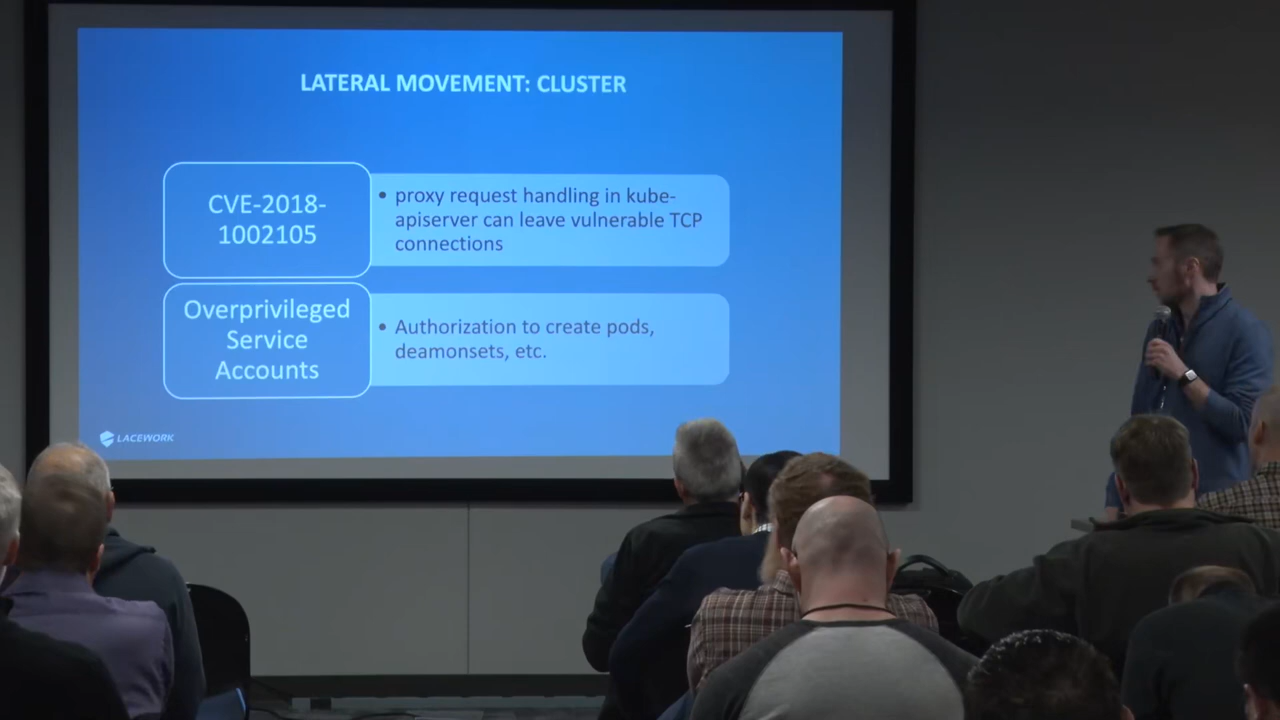 LATERAL MOVEMENT: CLUSTER
CVE-2018-
1002105
• proxy request handling in kube-
apiserver can leave vulnerable TCP
connections
Overprivileged
Service
Accounts
• Authorization to create pods,
deamonsets, etc.
LACEWORK